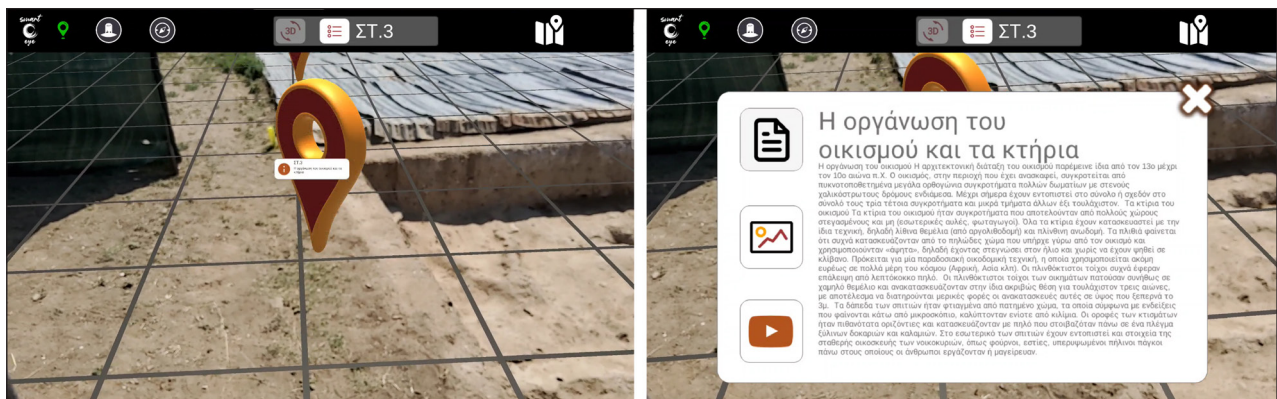 smart
eye
3D
ΣΤ.3
ΣΤ.3
smart
eye
3D
ΣΤ.3
Η οργάνωση του
οικισμού και τα κτήρια
Η οργάνωση του οικισμού Η αρχιτεκτονική διάταξη του οικισμού παρέμεινε ίδια από τον 13ο μέχρι
τον 10ο αιώνα π.Χ. Ο οικισμός, στην περιοχή που έχει ανασκαφεί, συγκροτείται από
πυκνοτοποθετημένα μεγάλα ορθογώνια συγκροτήματα πολλών δωματίων με στενούς
χαλικόστρωτους δρόμους ενδιάμεσα. Μέχρι σήμερα έχουν εντοπιστεί στο σύνολο ή σχεδόν στο
σύνολό τους τρία τέτοια συγκροτήματα και μικρά τμήματα άλλων έξι τουλάχιστον. Τα κτίρια του
οικισμού Τα κτίρια του οικισμού ήταν συγκροτήματα που αποτελούνταν από πολλούς χώρους
στεγασμένους και μη (εσωτερικές αυλές, φωταγωγοί). Όλα τα κτίρια έχουν κατασκευαστεί με την
ίδια τεχνική, δηλαδή λίθινα θεμέλια (από αργολιθοδομή) και πλίνθινη ανωδομή. Τα πλιθιά φαίνεται
ότι συχνά κατασκευάζονταν από το πηλώδες χώμα που υπήρχε γύρω από τον οικισμό και
χρησιμοποιούνταν «άψητα», δηλαδή έχοντας στεγνώσει στον ήλιο και χωρίς να έχουν ψηθεί σε
κλίβανο. Πρόκειται για μία παραδοσιακή οικοδομική τεχνική, η οποία χρησιμοποιείται ακόμη
ευρέως σε πολλά μέρη του κόσμου (Αφρική, Ασία κλπ). Οι πλινθόκτιστοι τοίχοι συχνά έφεραν
επάλειψη από λεπτόκοκκο πηλό. Οι πλινθόκτιστοι τοίχοι των οικημάτων πατούσαν συνήθως σε
χαμηλό θεμέλιο και ανακατασκευάζονταν στην ίδια ακριβώς θέση για τουλάχιστον τρεις αιώνες,
με αποτέλεσμα να διατηρούνται μερικές φορές οι ανακατασκευές αυτές σε ύψος που ξεπερνά το
3μ. Τα δάπεδα των σπιτιών ήταν φτιαγμένα από πατημένο χώμα, τα οποία σύμφωνα με ενδείξεις
που φαίνονται κάτω από μικροσκόπιο, καλύπτονταν ενίοτε από κιλίμια. Οι οροφές των κτισμάτων
ήταν πιθανότατα οριζόντιες και κατασκευάζονταν με πηλό που στοιβαζόταν πάνω σε ένα πλέγμα
ξύλινων δοκαριών και καλαμιών. Στο εσωτερικό των σπιτιών έχουν εντοπιστεί και στοιχεία της
σταθερής οικοσκευής των νοικοκυριών, όπως φούρνοι, εστίες, υπερυψωμένοι πήλινοι πάγκοι
πάνω στους οποίους οι άνθρωποι εργάζονταν ή μαγείρευαν.